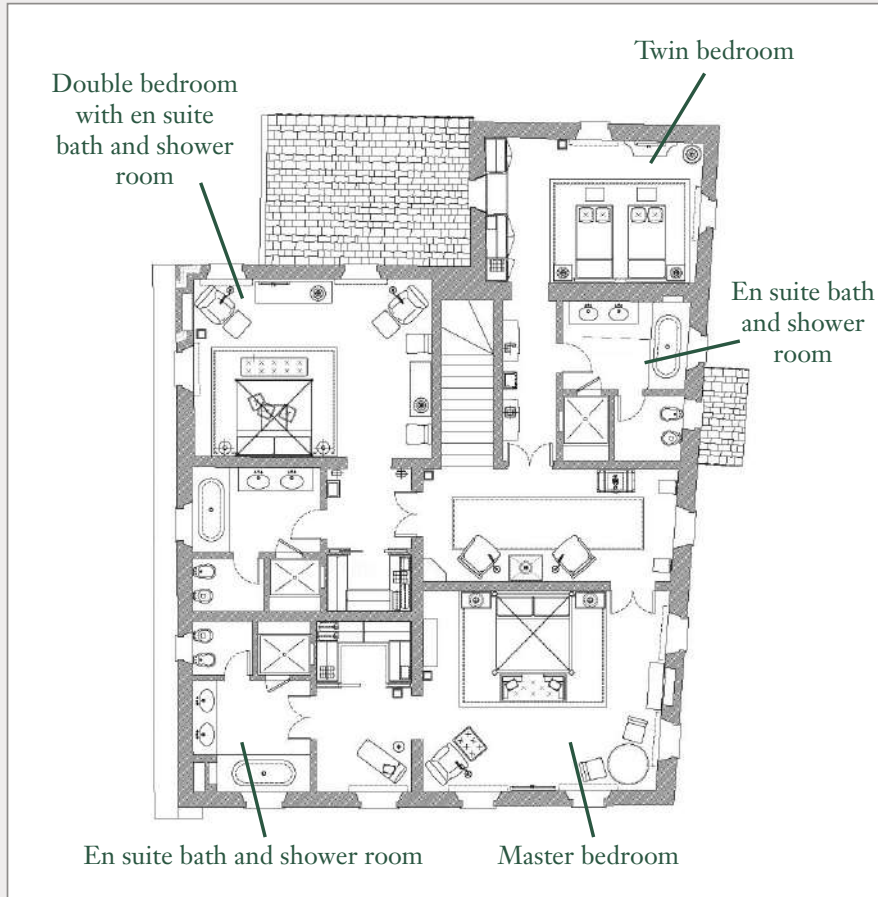 Twin bedroom
Double bedroom
with en suite
bath and shower
room
En suite bath
and shower
room
En suite bath and shower room
Master bedroom